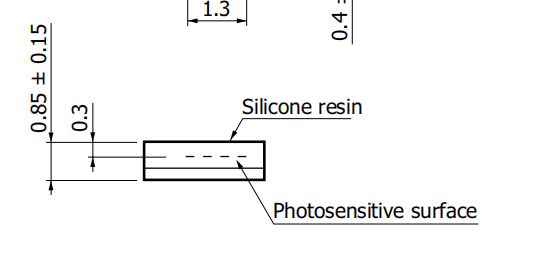 1.3
0.4 ±
0.85 ± 0.15
0.3
Silicone resin
Photosensitive surface